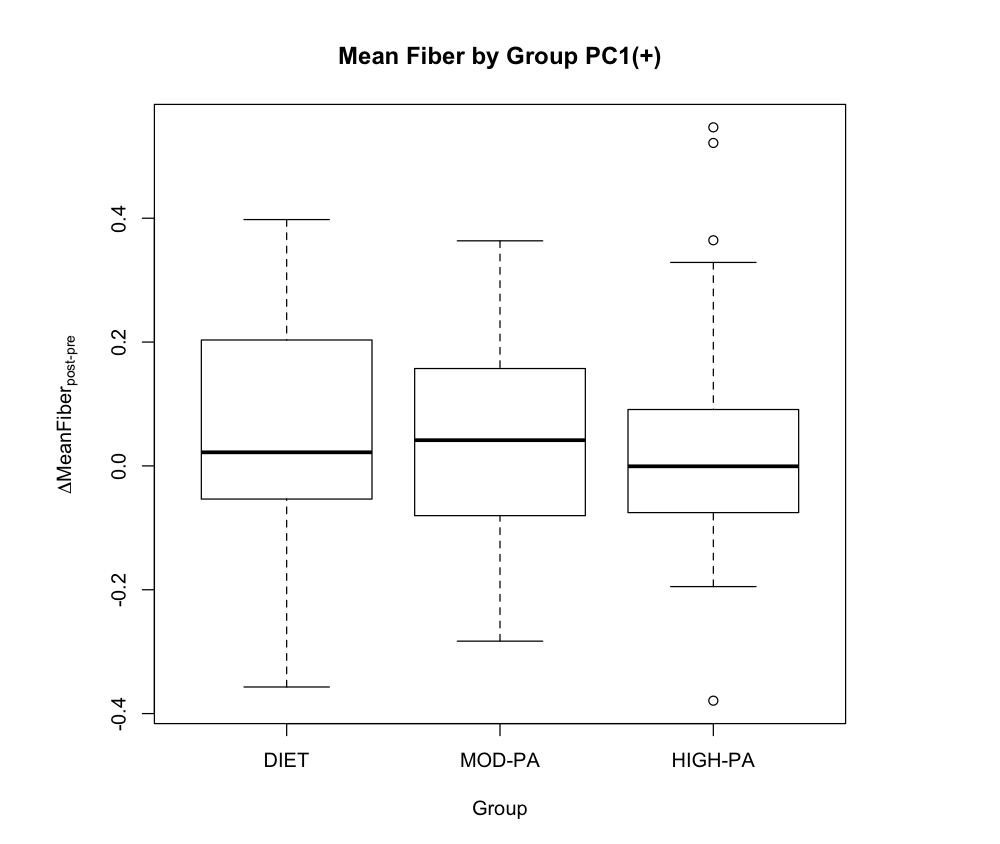 Mean Fiber by Group PC1(+)
ΔMeanFiberpost-pre
0.4
0.2
0.0
-0.2
-0.4
DIET MOD-PA HIGH-PA
Group